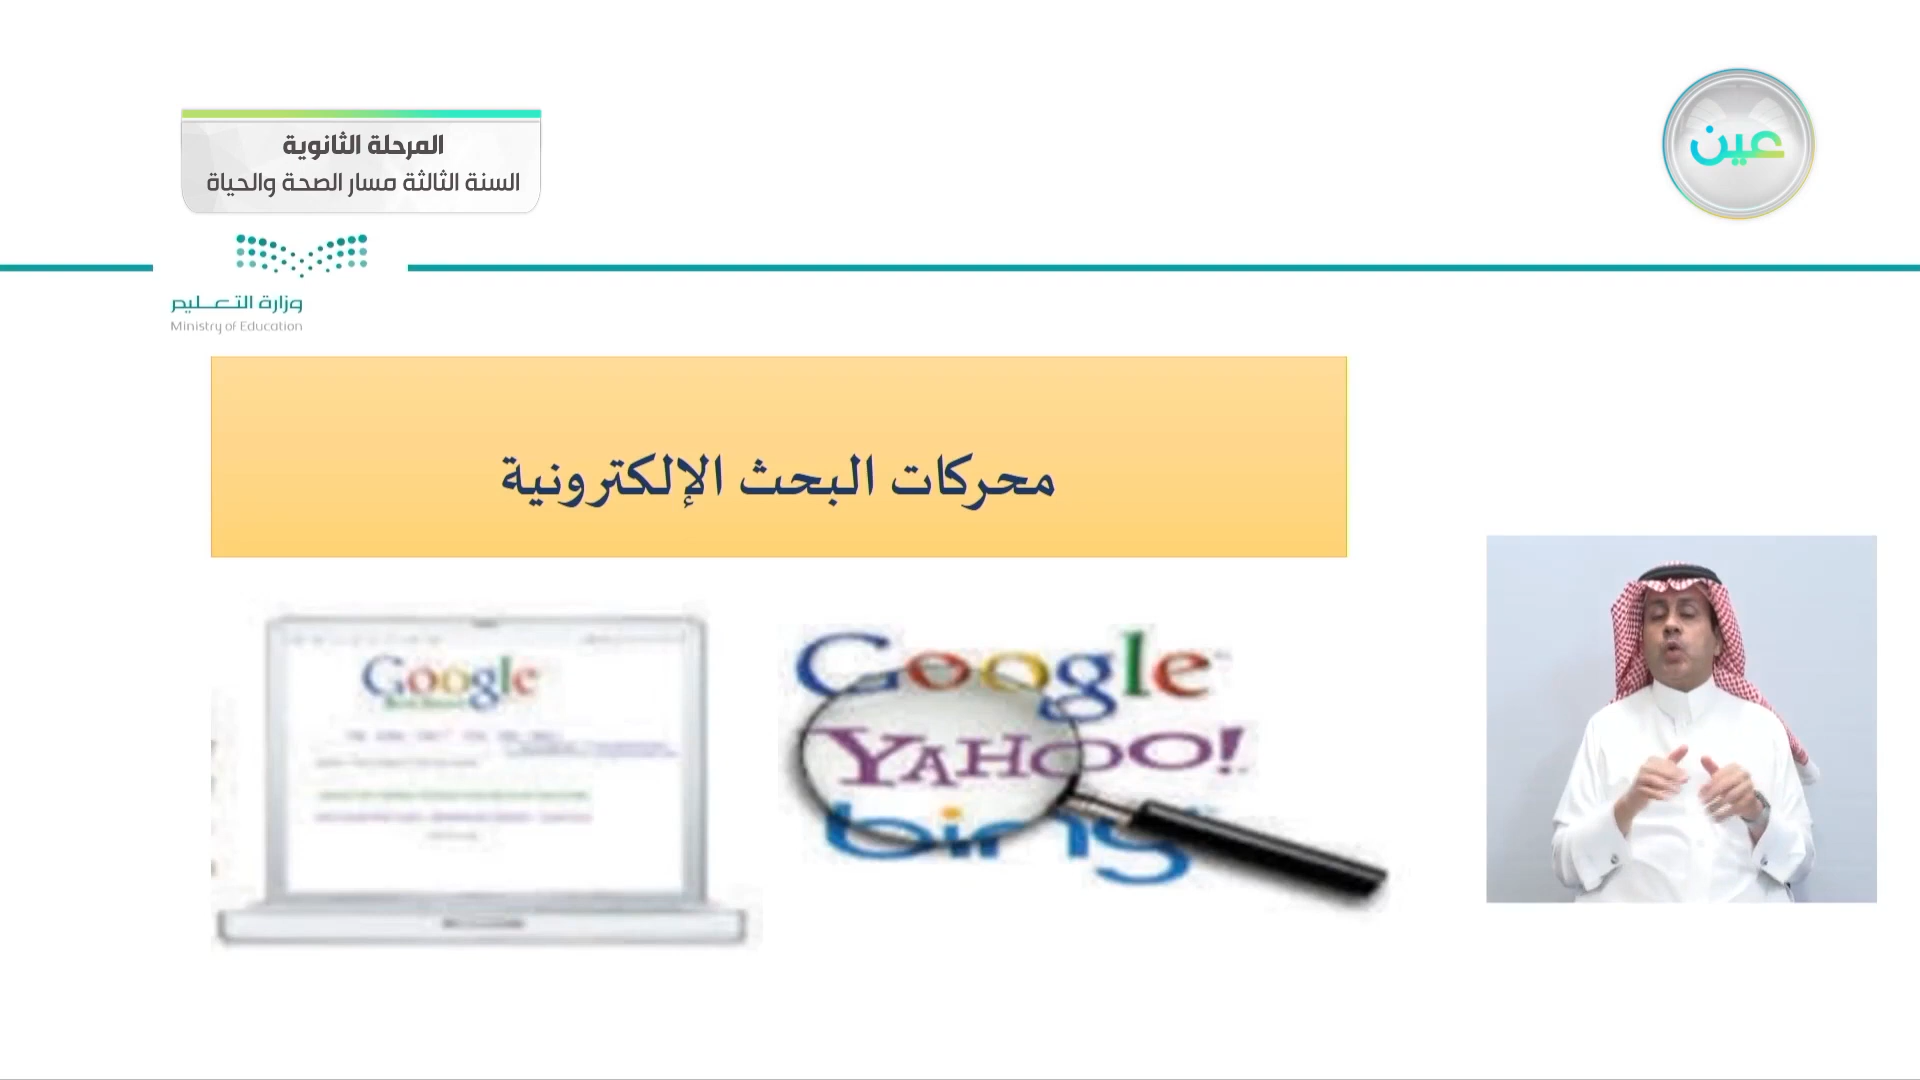 عين
المرحلة الثانوية
السنة الثالثة مسار الصحة والحياة
وزارة التعليم
Ministry of Education
محركات البحث الإلكترونية
Google
Google
YAHOO!
bing